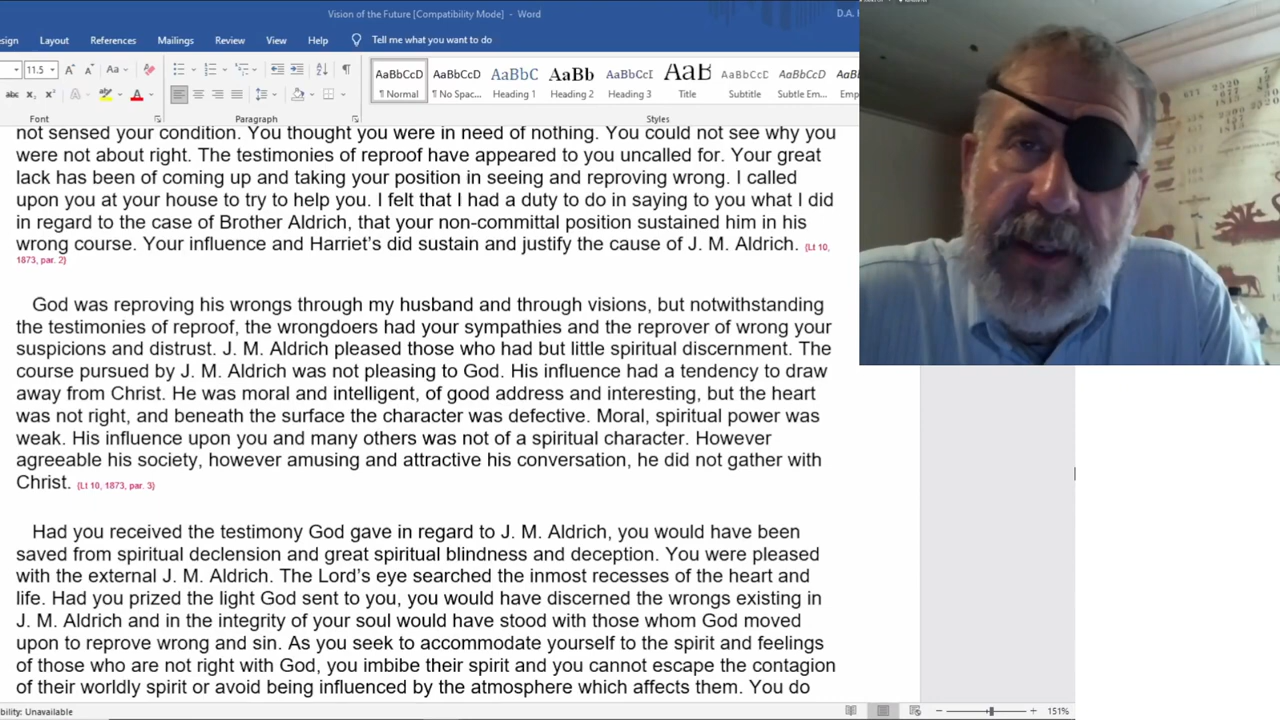 Vision of the Future [Compatibility Mode] - Word
D.A.
sign Layout References Mailings Review View Help Tell me what you want to do
11.5 Aa
abc x₂ x² A A
AaBbCcD AaBbCcD AaBbC AaBb AaBbCcI AaB AaBbCcD AaBbCcD AaBb
¶ Normal ¶ No Spac... Heading 1 Heading 2 Heading 3 Title Subtitle Subtle Em... Em
Font Paragraph Styles
not sensed your condition. You thought you were in need of nothing. You could not see why you
were not about right. The testimonies of reproof have appeared to you uncalled for. Your great
lack has been of coming up and taking your position in seeing and reproving wrong. I called
upon you at your house to try to help you. I felt that I had a duty to do in saying to you what I did
in regard to the case of Brother Aldrich, that your non-committal position sustained him in his
wrong course. Your influence and Harriet's did sustain and justify the cause of J. M. Aldrich. {Lt 10,
1873, par. 2}
God was reproving his wrongs through my husband and through visions, but notwithstanding
the testimonies of reproof, the wrongdoers had your sympathies and the reprover of wrong your
suspicions and distrust. J. M. Aldrich pleased those who had but little spiritual discernment. The
course pursued by J. M. Aldrich was not pleasing to God. His influence had a tendency to draw
away from Christ. He was moral and intelligent, of good address and interesting, but the heart
was not right, and beneath the surface the character was defective. Moral, spiritual power was
weak. His influence upon you and many others was not of a spiritual character. However
agreeable his society, however amusing and attractive his conversation, he did not gather with
Christ. {Lt 10, 1873, par. 3}
Had you received the testimony God gave in regard to J. M. Aldrich, you would have been
saved from spiritual declension and great spiritual blindness and deception. You were pleased
with the external J. M. Aldrich. The Lord's eye searched the inmost recesses of the heart and
life. Had you prized the light God sent to you, you would have discerned the wrongs existing in
J. M. Aldrich and in the integrity of your soul would have stood with those whom God moved
upon to reprove wrong and sin. As you seek to accommodate yourself to the spirit and feelings
of those who are not right with God, you imbibe their spirit and you cannot escape the contagion
of their worldly spirit or avoid being influenced by the atmosphere which affects them. You do
bility: Unavailable
151%
677 2520
1813